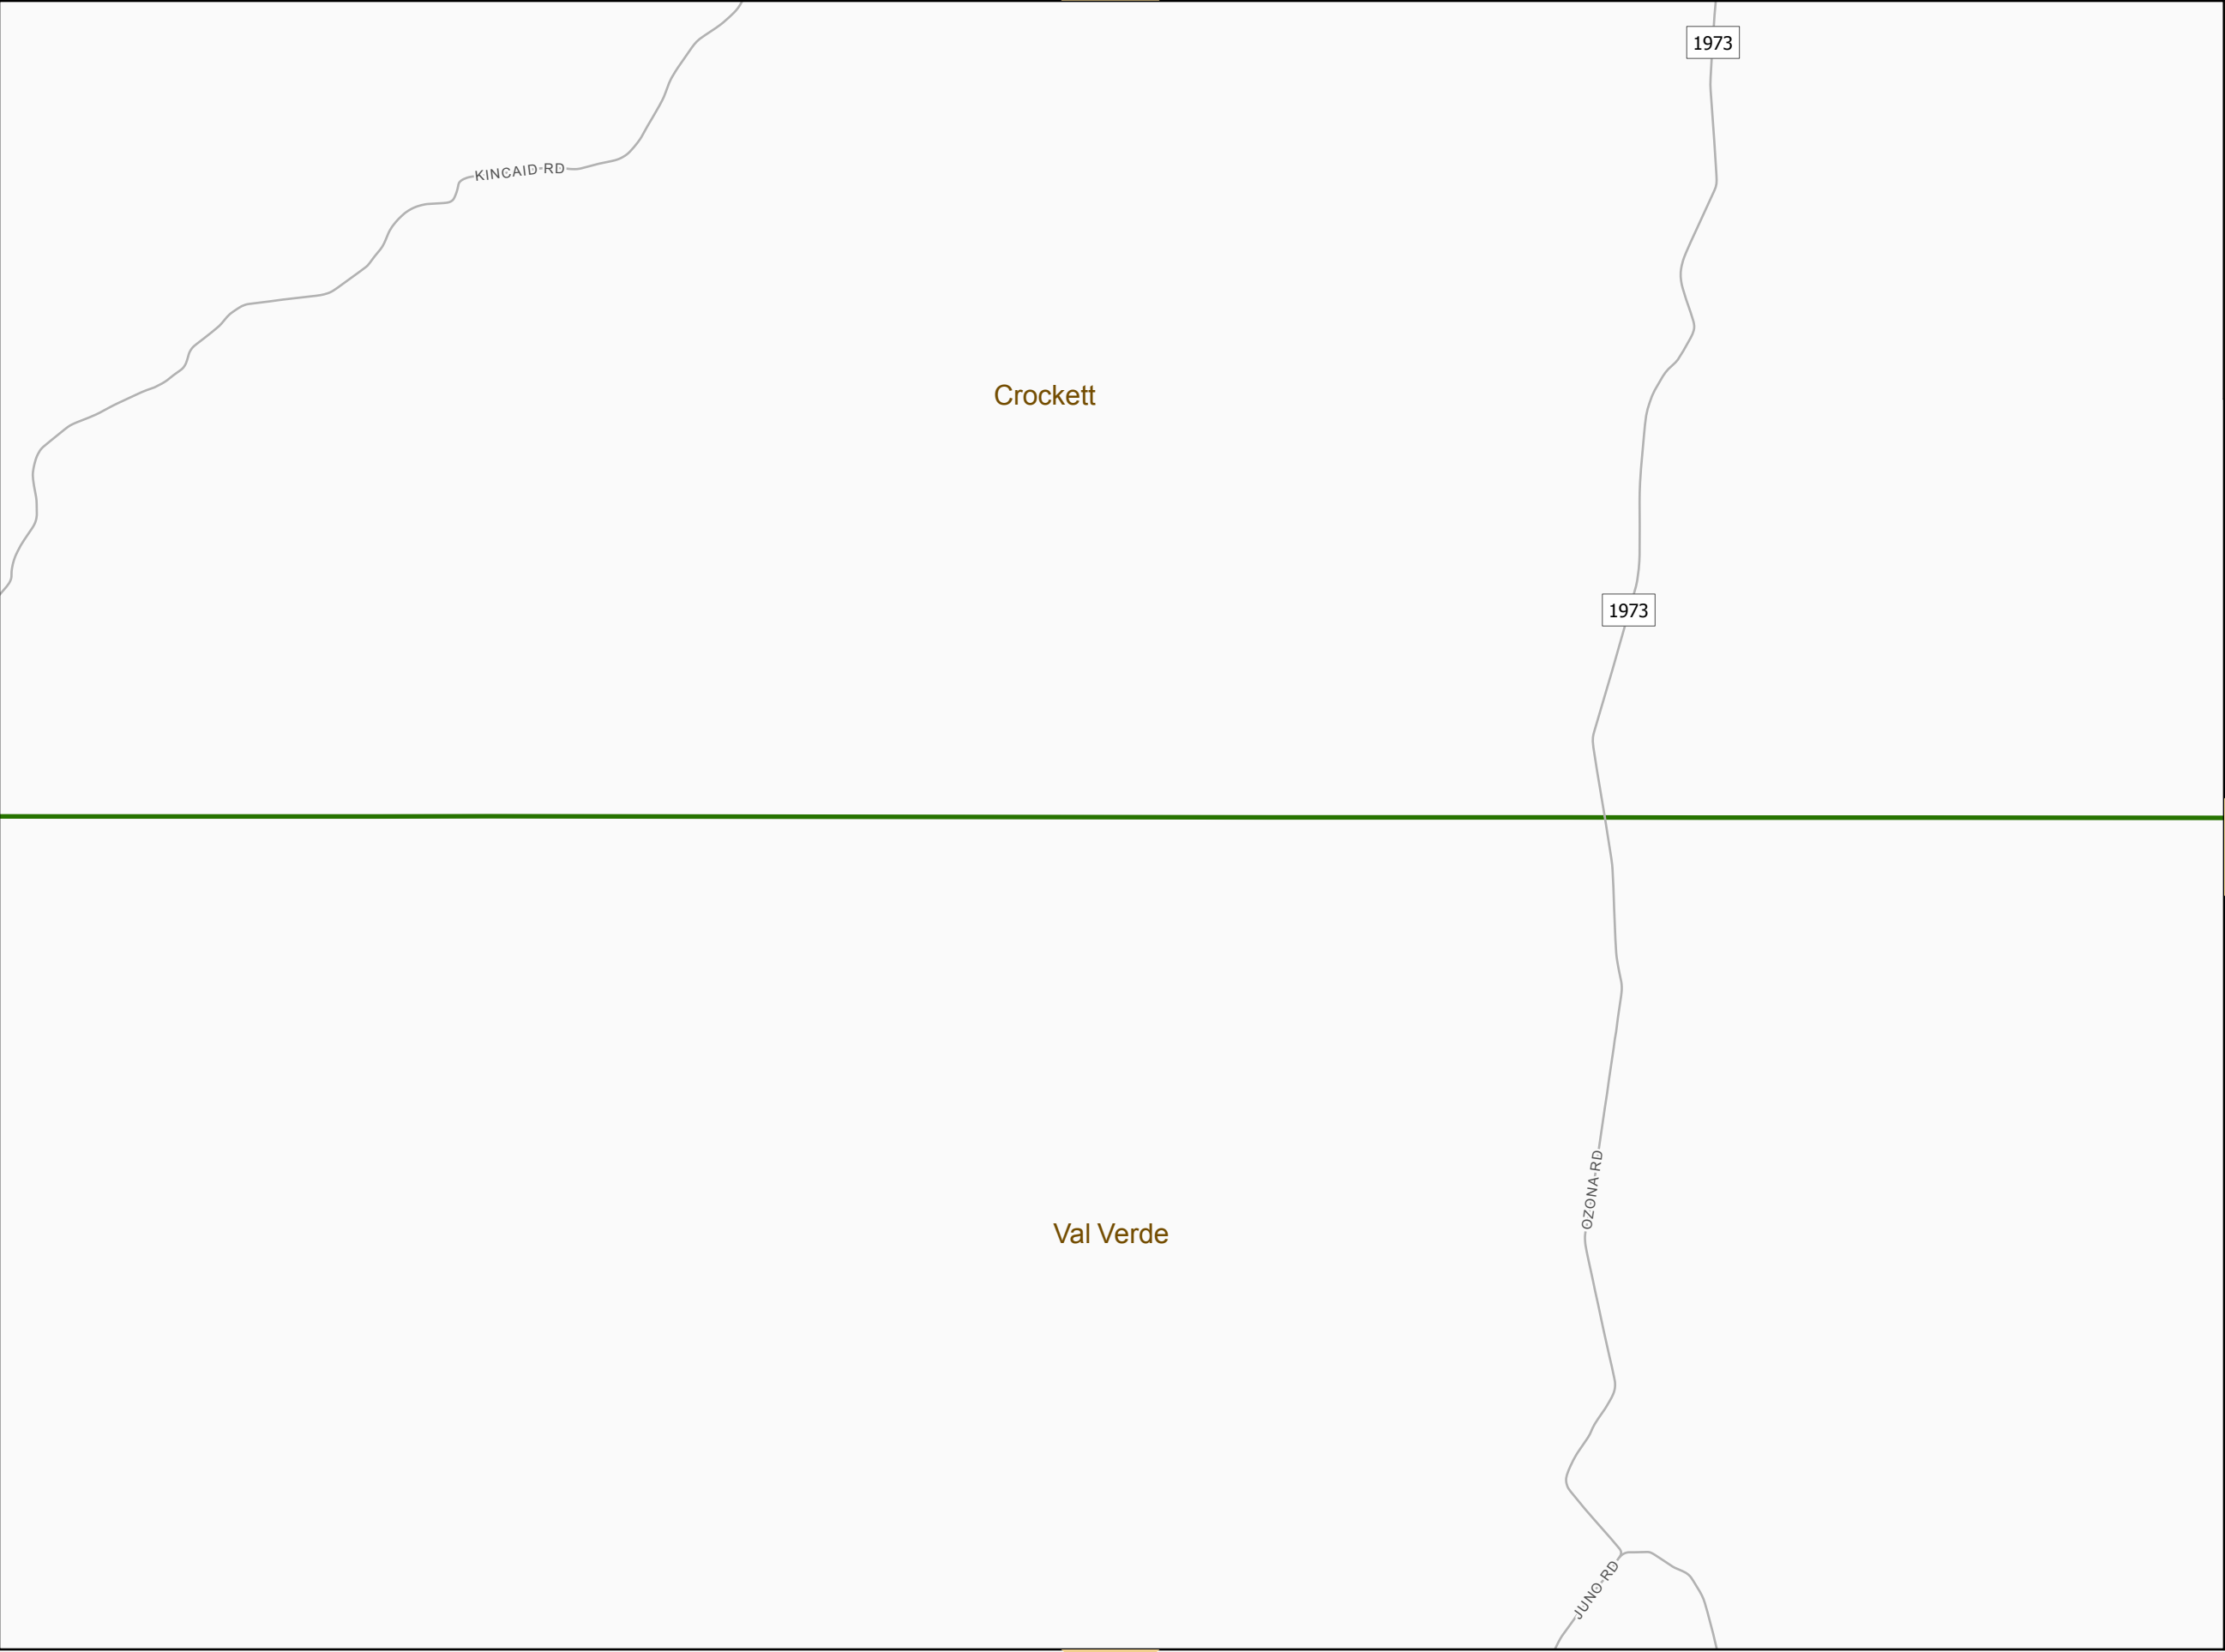 1973
KINCAID RD
Crockett
1973
OZONA RD
Val Verde
JUNO RD